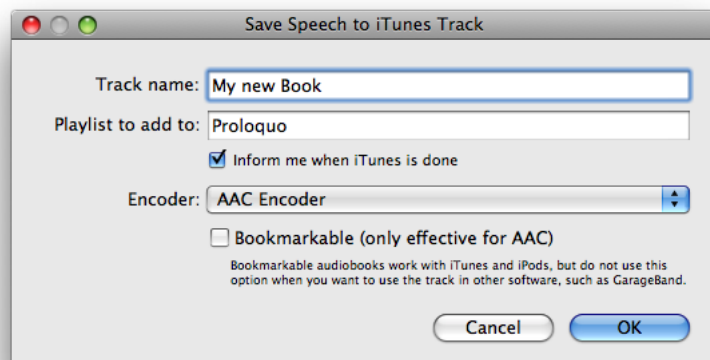 Save Speech to iTunes Track
Track name: My new Book
Playlist to add to: Proloquo
Inform me when iTunes is done
Encoder: AAC Encoder
Bookmarkable (only effective for AAC)
Bookmarkable audiobooks work with iTunes and iPods, but do not use this
option when you want to use the track in other software, such as GarageBand.
Cancel OK